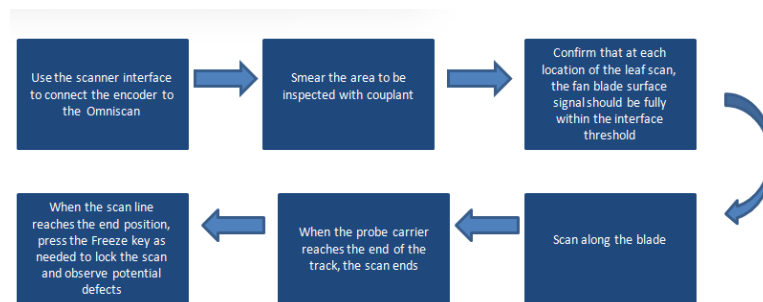 Use the scanner interface
to connect the encoder to
the Omniscan
Smear the area to be
inspected with couplant
Confirm that at each
location of the leaf scan,
the fan blade surface
signal should be fully
within the interface
threshold
Scan along the blade
When the probe carrier
reaches the end of the
track, the scan ends
When the scan line
reaches the end position,
press the Freeze key as
needed to lock the scan
and observe potential
defects